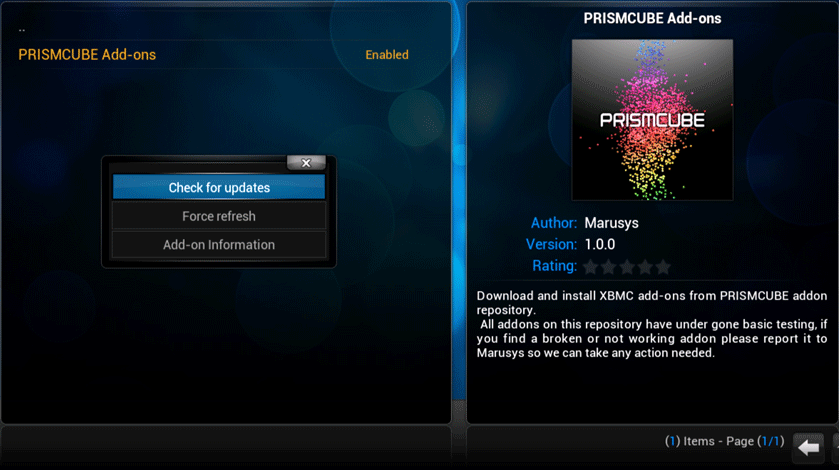 ..
PRISMCUBE Add-ons Enabled
Check for updates
Force refresh
Add-on Information
PRISMCUBE Add-ons
PRISMCUBE
Author: Marusys
Version: 1.0.0
Rating:
Download and install XBMC add-ons from PRISMCUBE addon
repository.
All addons on this repository have under gone basic testing, if
you find a broken or not working addon please report it to
Marusys so we can take any action needed.
(1) Items - Page (1/1)